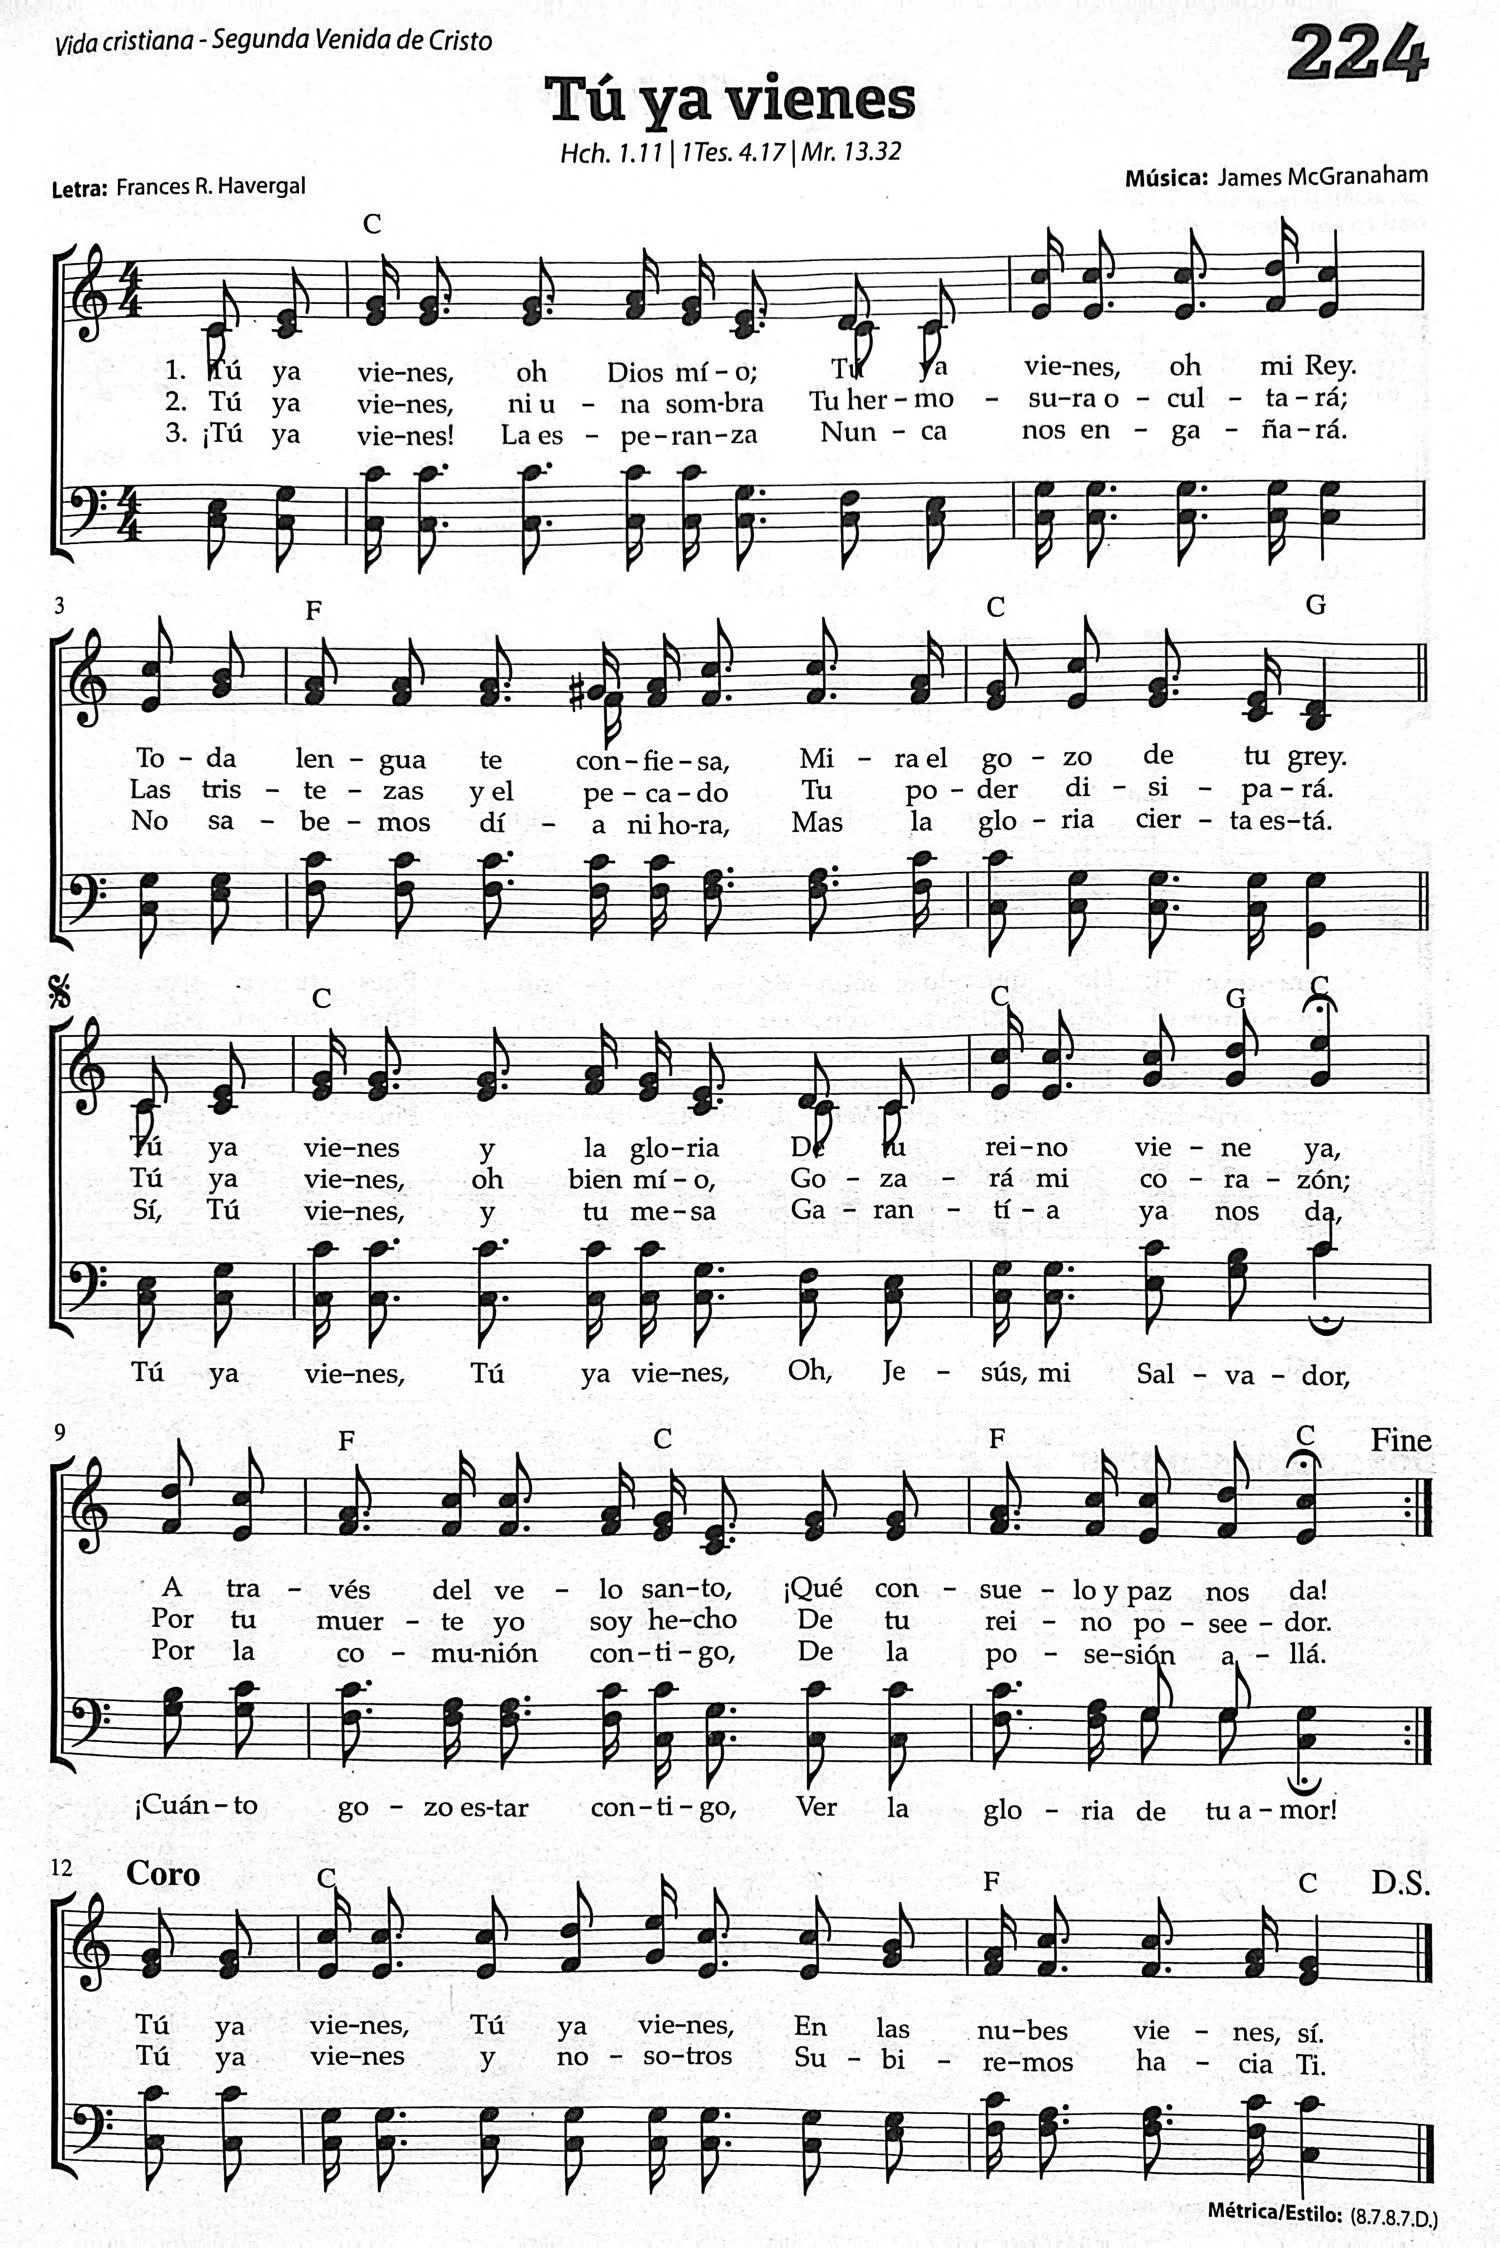 Vida cristiana - Segunda Venida de Cristo
224
Tú ya vienes
Hch. 1.11 | 1Tes. 4.17 | Mr. 13.32
Letra: Frances R. Havergal
Música: James McGranaham
C
1. Tú ya vie-nes, oh Dios mí-o; Tú ya vie-nes, oh mi Rey.
2. Tú ya vie-nes, ni u - na som-bra Tu her-mo - su-ra o - cul - ta-rá;
3. ¡Tú ya vie-nes! La es - pe-ran-za Nun - ca nos en - ga - ña-rá.
3
F C G
To - da len - gua te con-fie-sa, Mi - ra el go - zo de tu grey.
Las tris - te - zas y el pe-ca-do Tu po - der di - si - pa-rá.
No sa - be - mos dí - a ni ho-ra, Mas la glo - ria cier - ta es-tá.
C C G C
Tú ya vie-nes y la glo-ria De tu rei-no vie - ne ya,
Tú ya vie-nes, oh bien mí-o, Go - za - rá mi co - ra - zón;
Sí, Tú vie-nes, y tu me-sa Ga - ran - tí - a ya nos da,
Tú ya vie-nes, Tú ya vie-nes, Oh, Je - sús, mi Sal - va - dor,
9
F C F C Fine
A tra - vés del ve - lo san-to, ¡Qué con - sue - lo y paz nos da!
Por tu muer - te yo soy he-cho De tu rei - no po - see - dor.
Por la co - mu-nión con-ti-go, De la po - se-sión a - llá.
¡Cuán-to go - zo es-tar con-ti-go, Ver la glo - ria de tu a-mor!
12
Coro C F C D.S.
Tú ya vie-nes, Tú ya vie-nes, En las nu-bes vie - nes, sí.
Tú ya vie-nes y no - so-tros Su - bi - re-mos ha - cia Ti.
Métrica/Estilo: (8.7.8.7.D.)